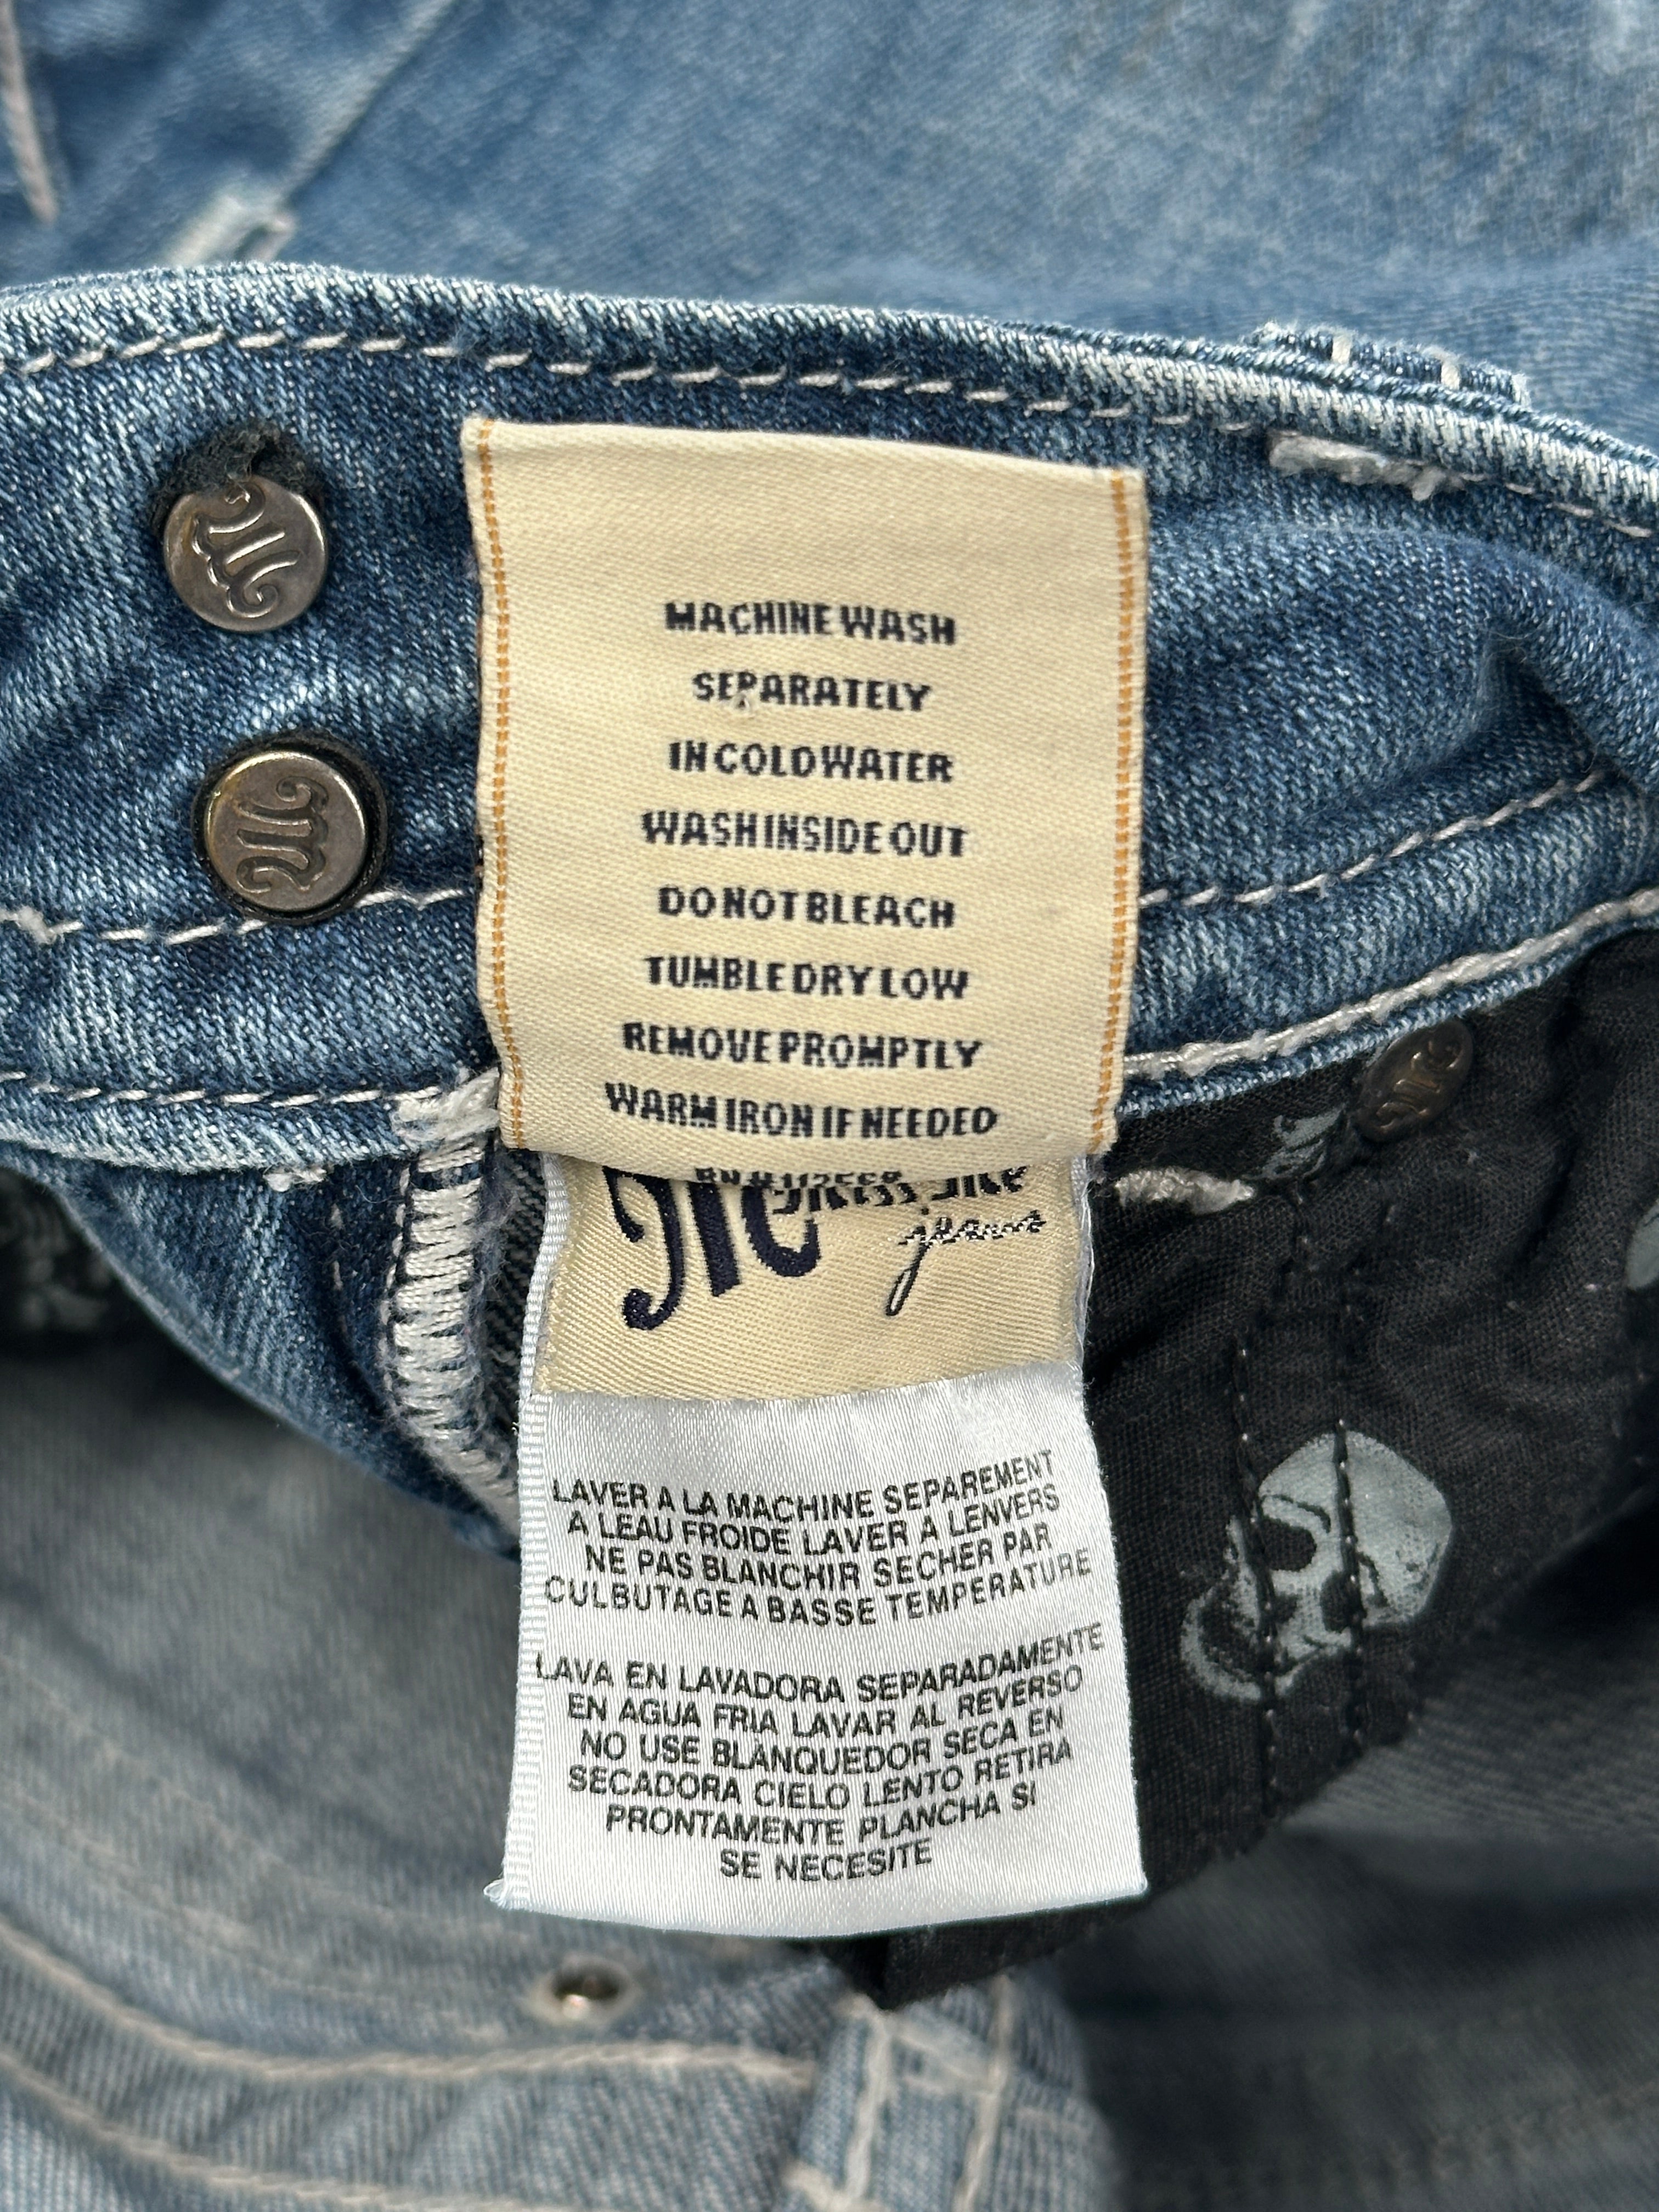 MACHINE WASH
SEPARATELY
IN COLD WATER
WASH INSIDE OUT
DO NOT BLEACH
TUMBLE DRY LOW
REMOVE PROMPTLY
WARM IRON IF NEEDED
jeans
LAVER A LA MACHINE SEPAREMENT
A LEAU FROIDE LAVER A LENVERS
NE PAS BLANCHIR SECHER PAR
CULBUTAGE A BASSE TEMPERATURE
LAVA EN LAVADORA SEPARADAMENTE
EN AGUA FRIA LAVAR AL REVERSO
NO USE BLANQUEDOR SECA EN
SECADORA CIELO LENTO RETIRA
PRONTAMENTE PLANCHA SI
SE NECESITE